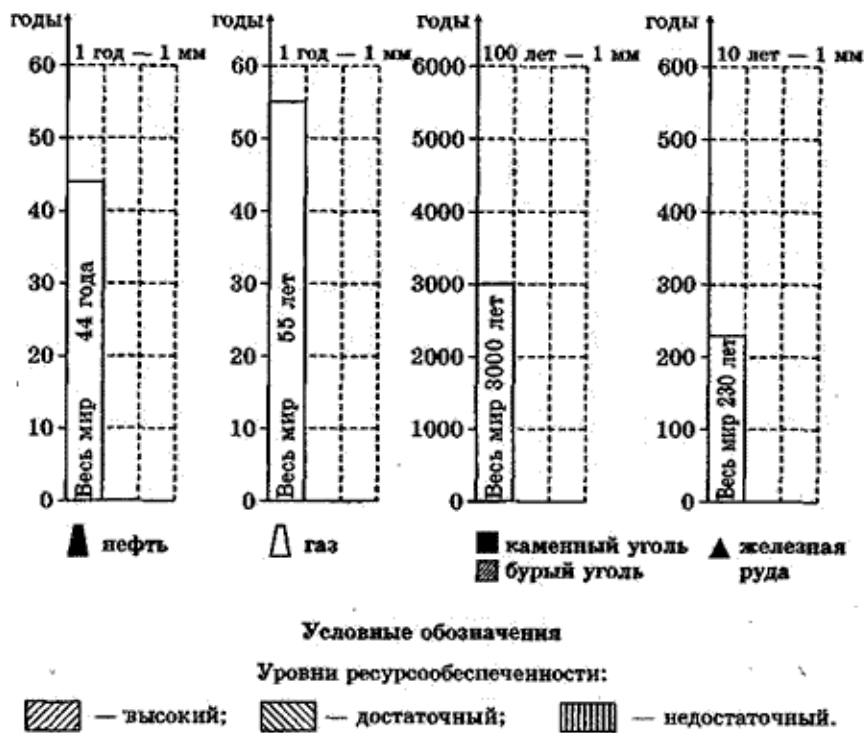 годы годы годы годы
1 год — 1 мм 1 год — 1 мм 100 лет — 1 мм 10 лет — 1 мм
60 60 6000 600
50 50 5000 500
40 40 4000 400
30 30 3000 300
20 20 2000 200
10 10 1000 100
0 0 0 0
Весь мир 44 года
Весь мир 55 лет
Весь мир 3000 лет
Весь мир 230 лет
нефть газ каменный уголь железная
бурый уголь руда
Условные обозначения
Уровни ресурсообеспеченности:
— высокий; — достаточный; — недостаточный.